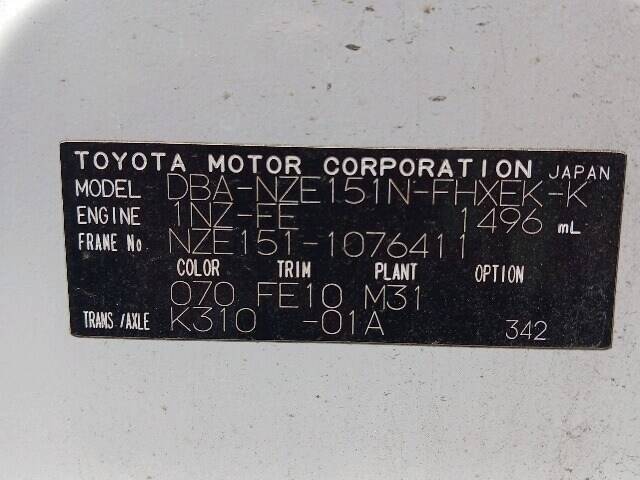 TOYOTA MOTOR CORPORATION JAPAN
MODEL DBA-NZE151N-FHXEK-K
ENGINE 1NZ-FE 1496 mL
FRAME No. NZE151-1076411
COLOR TRIM PLANT OPTION
070 FE10 M31
TRANS/AXLE K310 -01A 342